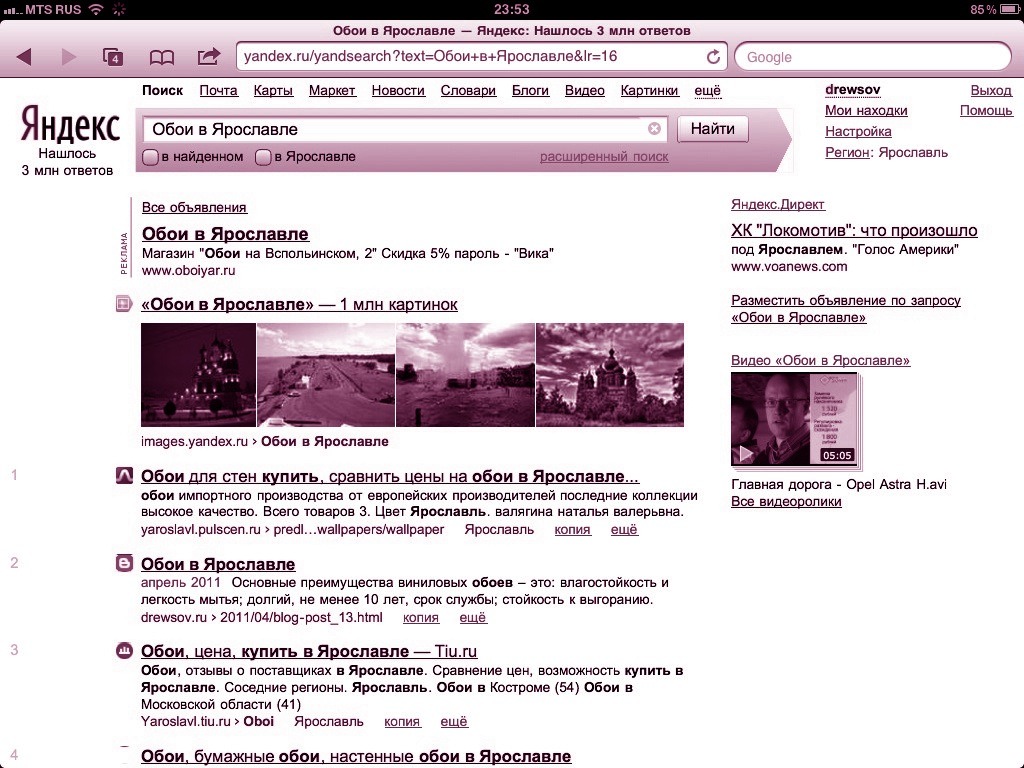 MTS RUS 23:53 85 %
Обои в Ярославле — Яндекс: Нашлось 3 млн ответов
4 yandex.ru/yandsearch?text=Обои+в+Ярославле&lr=16 Google
Поиск Почта Карты Маркет Новости Словари Блоги Видео Картинки ещё
drewsov Выход
Мои находки Помощь
Настройка
Регион: Ярославль
Яндекс
Нашлось
3 млн ответов
Обои в Ярославле Найти
в найденном в Ярославле расширенный поиск
РЕКЛАМА
Все объявления
Обои в Ярославле
Магазин "Обои на Вспольинском, 2" Скидка 5% пароль - "Вика"
www.oboiyar.ru
«Обои в Ярославле» — 1 млн картинок
images.yandex.ru › Обои в Ярославле
1 Обои для стен купить, сравнить цены на обои в Ярославле...
обои импортного производства от европейских производителей последние коллекции
высокое качество. Всего товаров 3. Цвет Ярославль. валягина наталья валерьвна.
yaroslavl.pulscen.ru › predl…wallpapers/wallpaper Ярославль копия ещё
2 Обои в Ярославле
апрель 2011 Основные преимущества виниловых обоев – это: влагостойкость и
легкость мытья; долгий, не менее 10 лет, срок службы; стойкость к выгоранию.
drewsov.ru › 2011/04/blog-post_13.html копия ещё
3 Обои, цена, купить в Ярославле — Tiu.ru
Обои, отзывы о поставщиках в Ярославле. Сравнение цен, возможность купить в
Ярославле. Соседние регионы. Ярославль. Обои в Костроме (54) Обои в
Московской области (41)
Yaroslavl.tiu.ru › Oboi Ярославль копия ещё
4 Обои, бумажные обои, настенные обои в Ярославле
Яндекс.Директ
ХК "Локомотив": что произошло
под Ярославлем. "Голос Америки"
www.voanews.com
Разместить объявление по запросу
«Обои в Ярославле»
Видео «Обои в Ярославле»
1 530
1 800
05:05
Главная дорога - Opel Astra H.avi
Все видеоролики